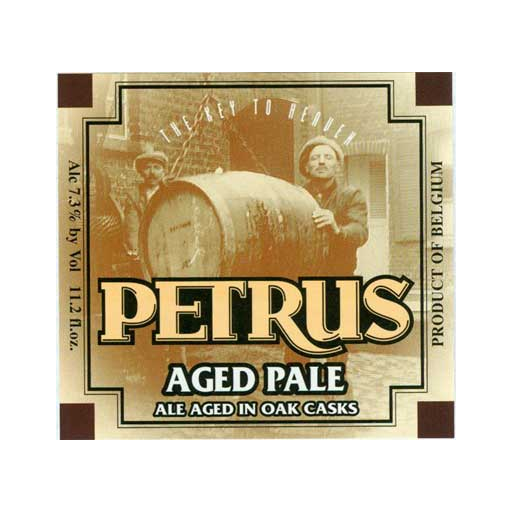 THE KEY TO HEAVEN
Alc 7.3% by Vol 11.2 fl.oz.
PRODUCT OF BELGIUM
PETRUS
AGED PALE
ALE AGED IN OAK CASKS